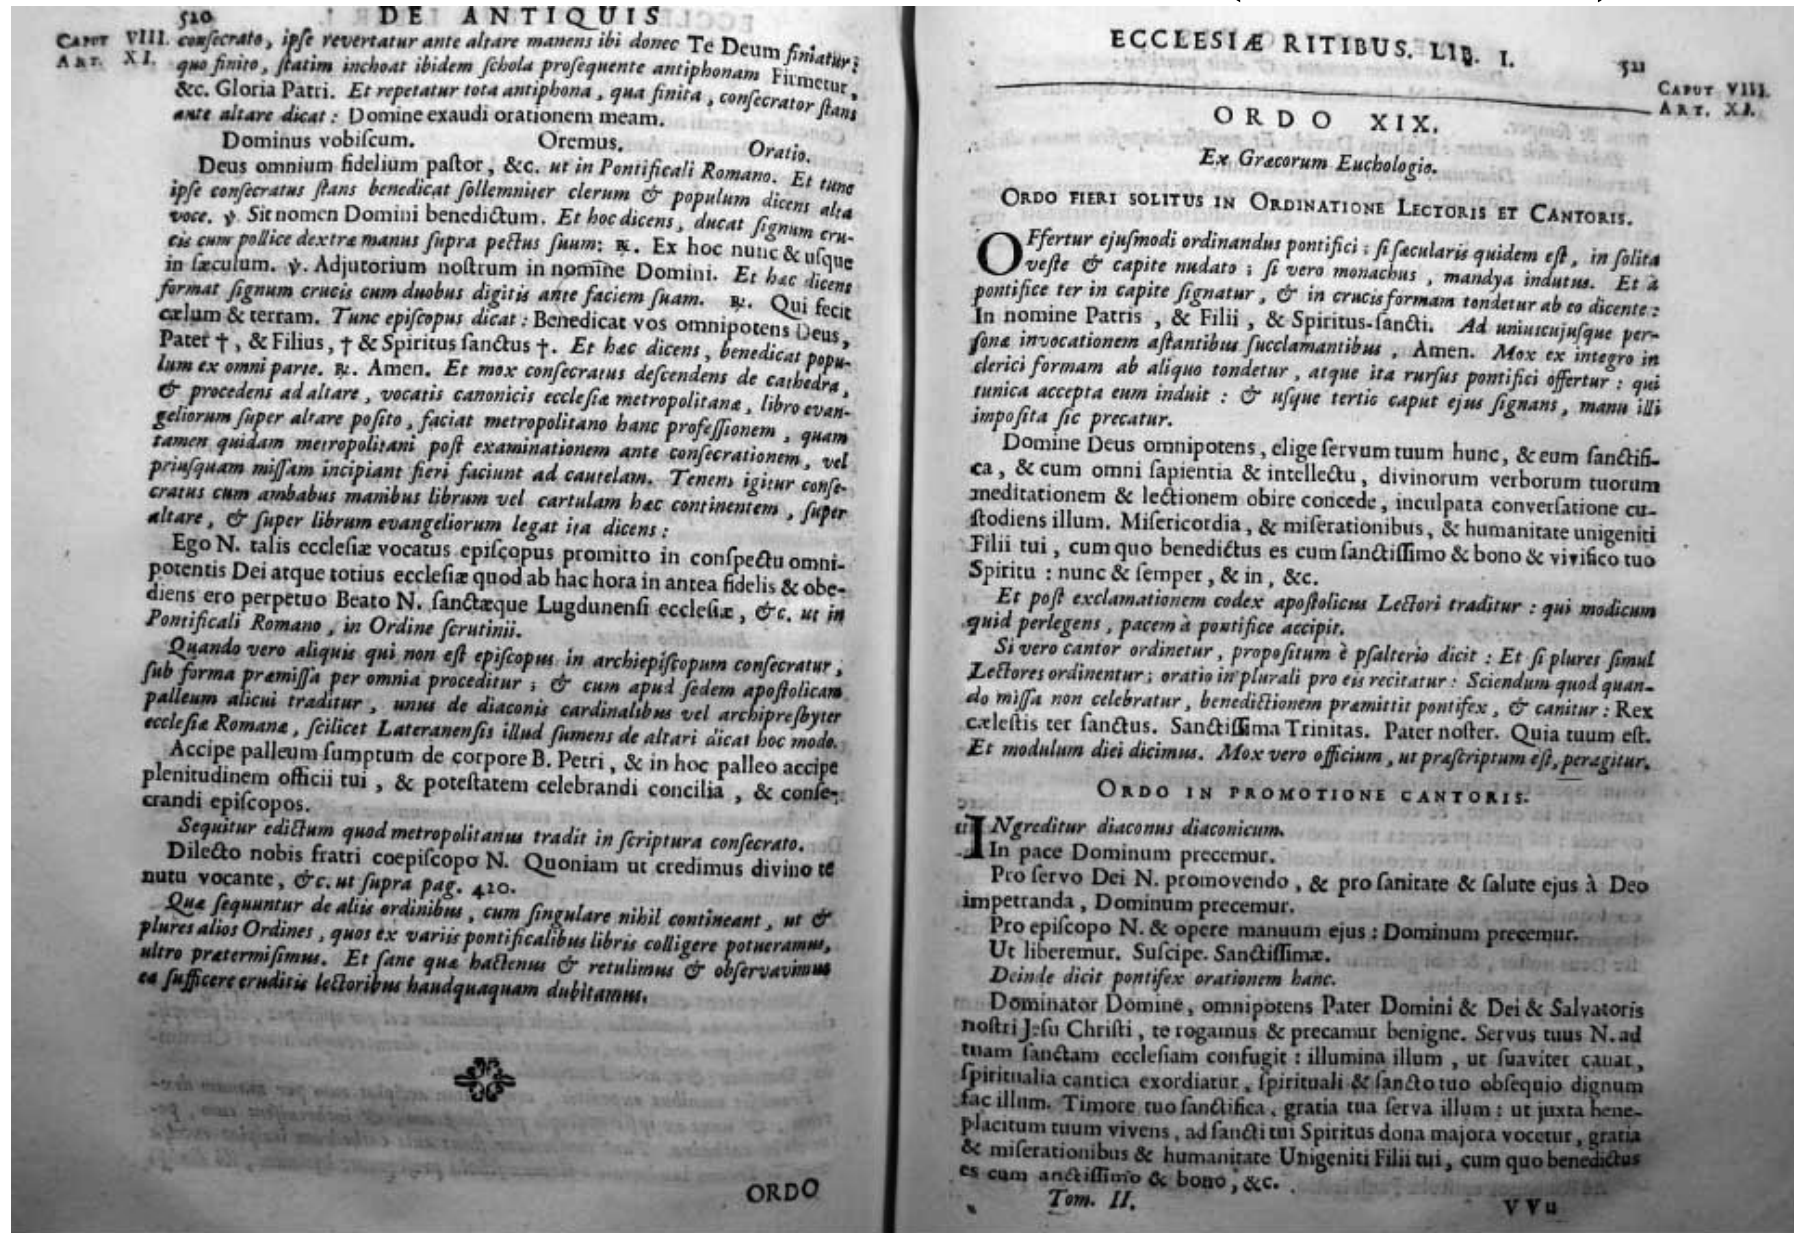 520
DE ANTIQUIS
CAPUT VIII.
ART. XI.
conſecrato, ipſe revertatur ante altare manens ibi donec Te Deum finiatur:
quo finito, ſtatim inchoat ibidem ſchola proſequente antiphonam Firmetur,
&c. Gloria Patri. Et repetatur tota antiphona, qua finita, conſecrator ſtans
ante altare dicat: Domine exaudi orationem meam.
Dominus vobiſcum. Oremus. Oratio.
Deus omnium fidelium paſtor, &c. ut in Pontificali Romano. Et tunc
ipſe conſecratus ſtans benedicat ſollemniter clerum & populum dicens alta
voce. ℣. Sit nomen Domini benedictum. Et hoc dicens, ducat ſignum cru-
cis cum pollice dextræ manus ſupra pectus ſuum: ℟. Ex hoc nunc & uſque
in ſæculum. ℣. Adjutorium noſtrum in nomine Domini. Et hæc dicens
format ſignum crucis cum duobus digitis ante faciem ſuam. ℟. Qui fecit
cælum & terram. Tunc epiſcopus dicat: Benedicat vos omnipotens Deus,
Pater †, & Filius, † & Spiritus ſanctus †. Et hæc dicens, benedicat popu-
lum ex omni parte. ℟. Amen. Et mox conſecratus deſcendens de cathedra,
& procedens ad altare, vocatis canonicis eccleſiæ metropolitanæ, libro evan-
geliorum ſuper altare poſito, faciat metropolitano hanc profeſſionem, quam
tamen quidam metropolitani poſt examinationem ante conſecrationem, vel
priuſquam miſſam incipiant fieri faciunt ad cautelam. Tenens igitur conſe-
cratus cum ambabus manibus librum vel cartulam hæc continentem, ſuper
altare, & ſuper librum evangeliorum legat ita dicens:
Ego N. talis eccleſiæ vocatus epiſcopus promitto in conſpectu omni-
potentis Dei atque totius eccleſiæ quod ab hac hora in antea fidelis & obe-
diens ero perpetuo Beato N. ſanctæque Lugdunenſi eccleſiæ, &c. ut in
Pontificali Romano, in Ordine ſcrutinii.
Quando vero aliquis qui non eſt epiſcopus in archiepiſcopum conſecratur,
ſub forma præmiſſa per omnia proceditur; & cum apud ſedem apoſtolicam
palleum alicui traditur, unus de diaconis cardinalibus vel archipreſbyter
eccleſiæ Romanæ, ſcilicet Lateranenſis illud ſumens de altari dicat hoc modo.
Accipe palleum ſumptum de corpore B. Petri, & in hoc palleo accipe
plenitudinem officii tui, & poteſtatem celebrandi concilia, & conſe-
crandi epiſcopos.
Sequitur edictum quod metropolitanus tradit in ſcriptura conſecrato.
Dilecto nobis fratri coepiſcopo N. Quoniam ut credimus divino te
nutu vocante, &c. ut ſupra pag. 420.
Quæ ſequuntur de aliis ordinibus, cum ſingulare nihil contineant, ut &
plures alios Ordines, quos ex variis pontificalibus libris colligere potueramus,
ultro prætermiſimus. Et ſane quæ hactenus & retulimus & obſervavimus
ea ſufficere eruditis lectoribus haudquaquam dubitamus.
ORDO
ECCLESIÆ RITIBUS. LIB. I.
521
CAPUT VIII.
ART. XI.
ORDO XIX.
Ex Græcorum Euchologio.
ORDO FIERI SOLITUS IN ORDINATIONE LECTORIS ET CANTORIS.
OFfertur ejuſmodi ordinandus pontifici; ſi ſæcularis quidem eſt, in ſolita
veſte & capite nudato; ſi vero monachus, mandya indutus. Et à
pontifice ter in capite ſignatur, & in crucis formam tondetur ab eo dicente:
In nomine Patris, & Filii, & Spiritus-ſancti. Ad uniuscujuſque per-
ſonæ invocationem aſtantibus ſucclamantibus, Amen. Mox ex integro in
clerici formam ab aliquo tondetur, atque ita rurſus pontifici offertur: qui
tunica accepta eum induit: & uſque tertio caput ejus ſignans, manu illi
impoſita ſic precatur.
Domine Deus omnipotens, elige ſervum tuum hunc, & eum ſanctifi-
ca, & cum omni ſapientia & intellectu, divinorum verborum tuorum
meditationem & lectionem obire concede, inculpata converſatione cu-
ſtodiens illum. Miſericordia, & miſerationibus, & humanitate unigeniti
Filii tui, cum quo benedictus es cum ſanctiſſimo & bono & vivifico tuo
Spiritu: nunc & ſemper, & in, &c.
Et poſt exclamationem codex apoſtolicus Lectori traditur: qui modicum
quid perlegens, pacem à pontifice accipit.
Si vero cantor ordinetur, propoſitum è pſalterio dicit: Et ſi plures ſimul
Lectores ordinentur; oratio in plurali pro eis recitatur: Sciendum quod quan-
do miſſa non celebratur, benedictionem præmittit pontifex, & canitur: Rex
cæleſtis ter ſanctus. Sanctiſſima Trinitas. Pater noſter. Quia tuum eſt.
Et modulum diei dicimus. Mox vero officium, ut præſcriptum eſt, peragitur.
ORDO IN PROMOTIONE CANTORIS.
INgreditur diaconus diaconicum.
In pace Dominum precemur.
Pro ſervo Dei N. promovendo, & pro ſanitate & ſalute ejus à Deo
impetranda, Dominum precemur.
Pro epiſcopo N. & opere manuum ejus: Dominum precemur.
Ut liberemur. Suſcipe. Sanctiſſimæ.
Deinde dicit pontifex orationem hanc.
Dominator Domine, omnipotens Pater Domini & Dei & Salvatoris
noſtri Jeſu Chriſti, te rogamus & precamur benigne. Servus tuus N. ad
tuam ſanctam eccleſiam confugit: illumina illum, ut ſuaviter canat,
ſpiritualia cantica exordiatur, ſpirituali & ſancto tuo obſequio dignum
fac illum. Timore tuo ſanctifica, gratia tua ſerva illum: ut juxta bene-
placitum tuum vivens, ad ſancti tui Spiritus dona majora vocetur, gratia
& miſerationibus & humanitate Unigeniti Filii tui, cum quo benedictus
es cum anctiſſimo & bono, &c.
Tom. II.
VVu